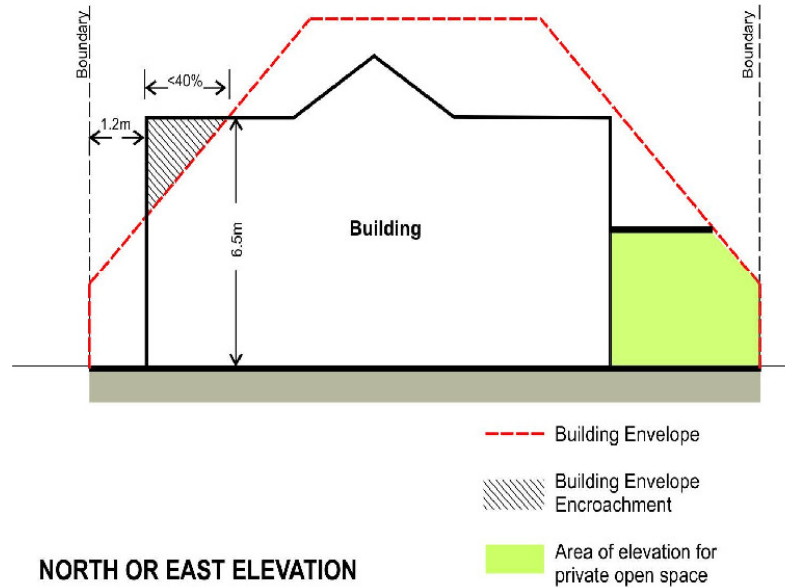 Boundary
Boundary
<40%
1.2m
6.5m
Building
Building Envelope
Building Envelope
Encroachment
Area of elevation for
private open space
NORTH OR EAST ELEVATION